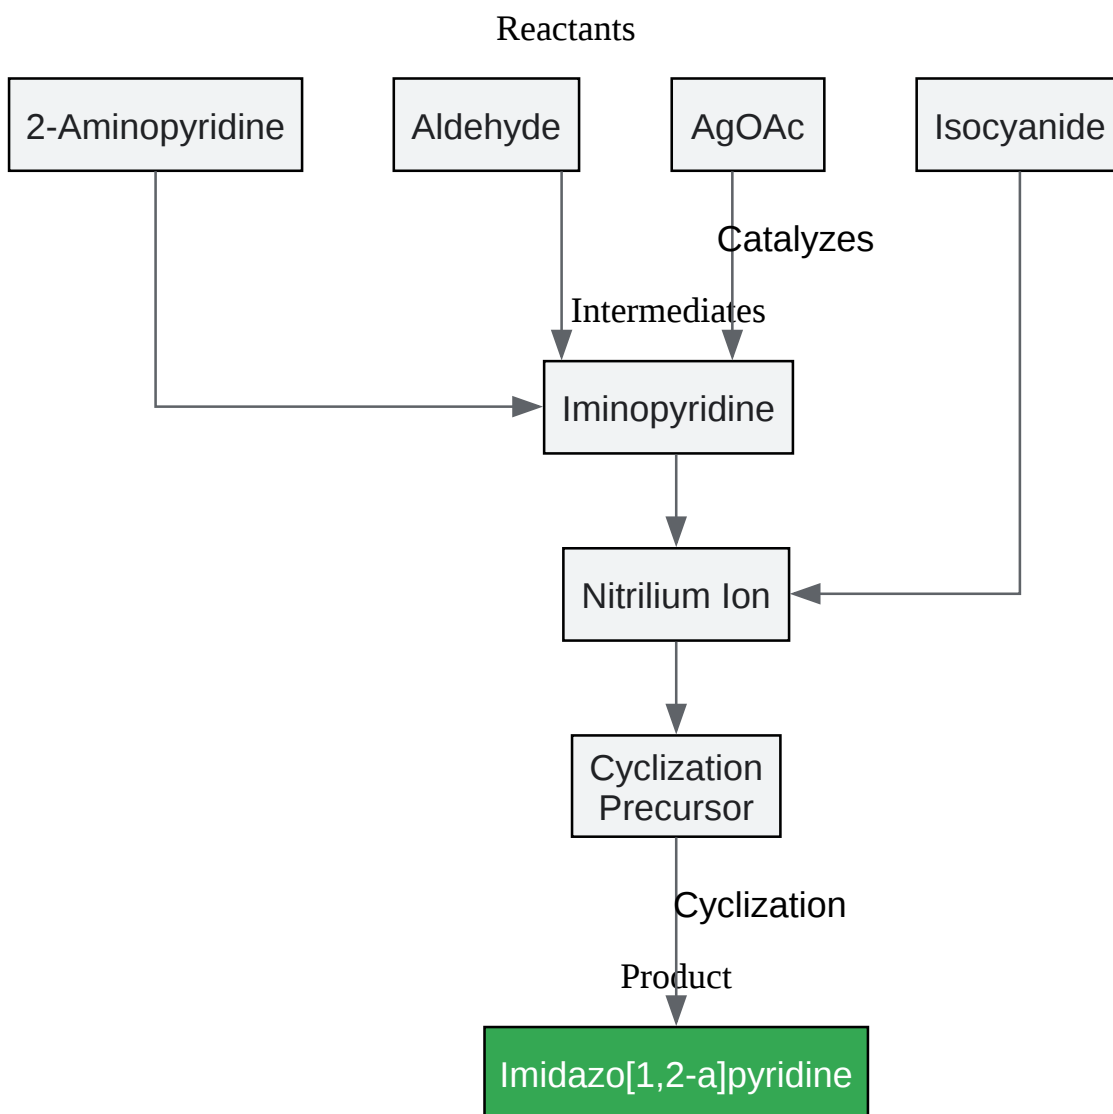 Reactants
2-Aminopyridine
Aldehyde
AgOAc
Isocyanide
Catalyzes
Intermediates
Iminopyridine
Nitrilium Ion
Cyclization
Precursor
Cyclization
Product
Imidazo[1,2-a]pyridine